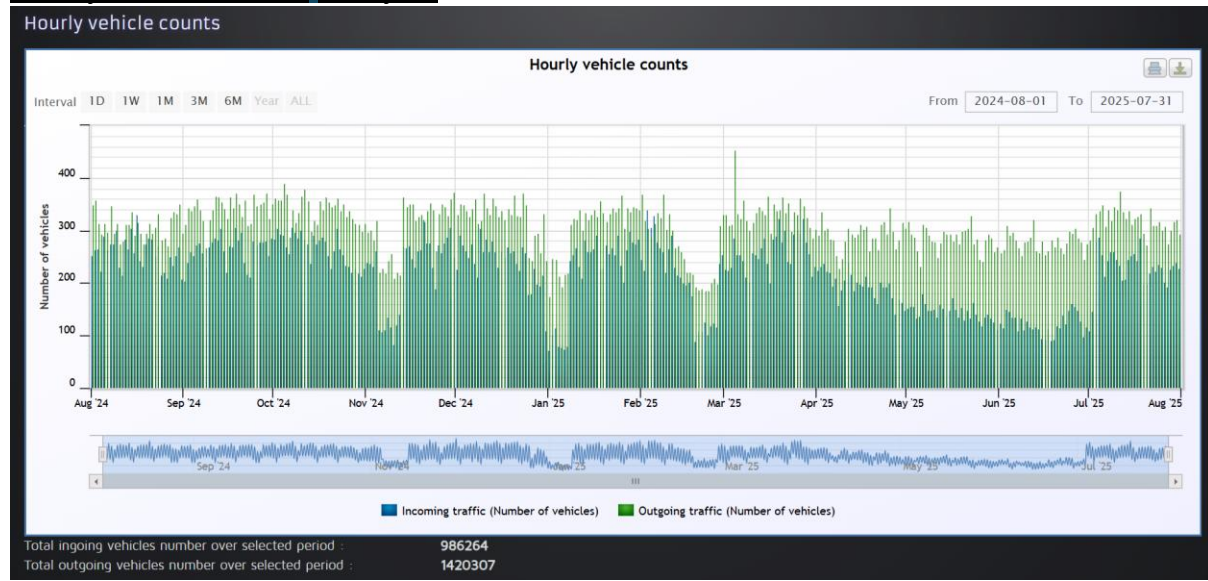 Hourly vehicle counts
Hourly vehicle counts
Interval 1D 1W 1M 3M 6M Year ALL From 2024-08-01 To 2025-07-31
Number of vehicles
400
300
200
100
0
Aug '24 Sep '24 Oct '24 Nov '24 Dec '24 Jan '25 Feb '25 Mar '25 Apr '25 May '25 Jun '25 Jul '25 Aug '25
Sep '24 Nov '24 Jan '25 Mar '25 May '25 Jul '25
Incoming traffic (Number of vehicles) Outgoing traffic (Number of vehicles)
Total ingoing vehicles number over selected period : 986264
Total outgoing vehicles number over selected period : 1420307